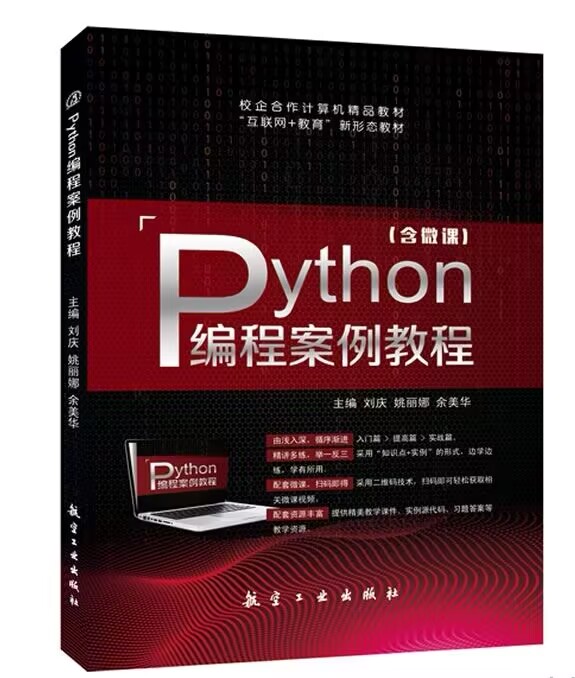 校企合作计算机精品教材
“互联网+教育”新形态教材
(含微课)
Python
编程案例教程
主编 刘庆 姚丽娜 余美华
由浅入深、循序渐进 入门篇 > 提高篇 > 实战篇。
精讲多练、举一反三 采用“知识点+实例”的形式，边学边
练，学有所用。
配套微课、扫码即得 采用二维码技术，扫码即可轻松获取相
关微课视频。
配套资源丰富 提供精美教学课件、实例源代码、习题答案等
教学资源。
Python
编程案例教程
航空工业出版社
Python编程案例教程
主编 刘庆 姚丽娜 余美华
航空工业出版社